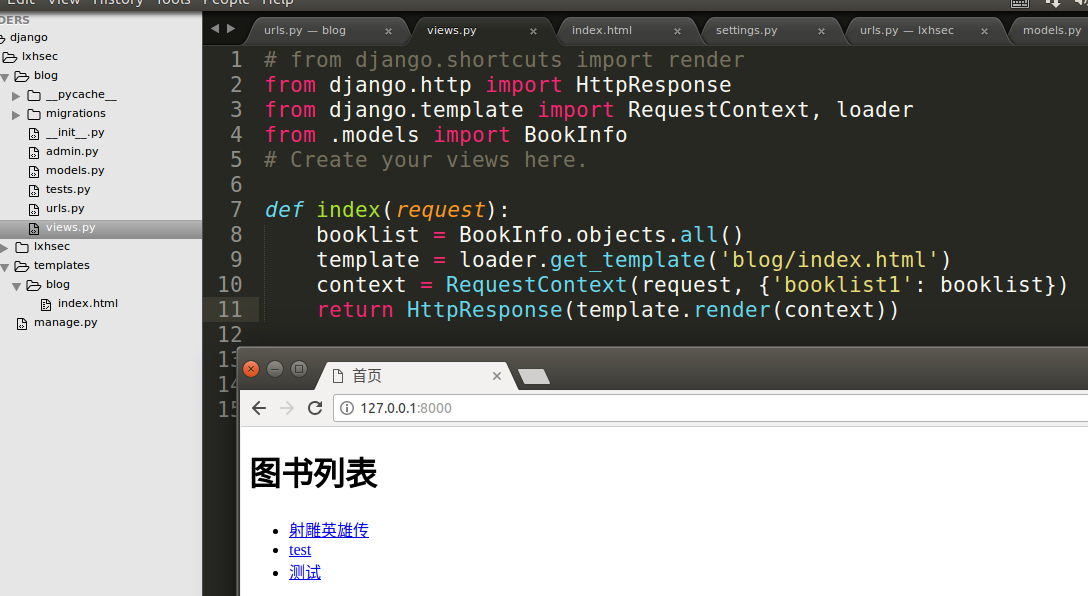 Edit View History Tools People Help
DERS
django
lxhsec
blog
__pycache__
migrations
__init__.py
admin.py
models.py
tests.py
urls.py
views.py
lxhsec
templates
blog
index.html
manage.py
urls.py — blog × views.py × index.html × settings.py × urls.py — lxhsec × models.py
1 # from django.shortcuts import render
2 from django.http import HttpResponse
3 from django.template import RequestContext, loader
4 from .models import BookInfo
5 # Create your views here.
6
7 def index(request):
8 booklist = BookInfo.objects.all()
9 template = loader.get_template('blog/index.html')
10 context = RequestContext(request, {'booklist1': booklist})
11 return HttpResponse(template.render(context))
12
13
14
15
首页 ×
127.0.0.1:8000
图书列表
• 射雕英雄传
• test
• 测试